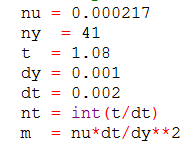 nu = 0.000217
ny = 41
t = 1.08
dy = 0.001
dt = 0.002
nt = int(t/dt)
m = nu*dt/dy**2